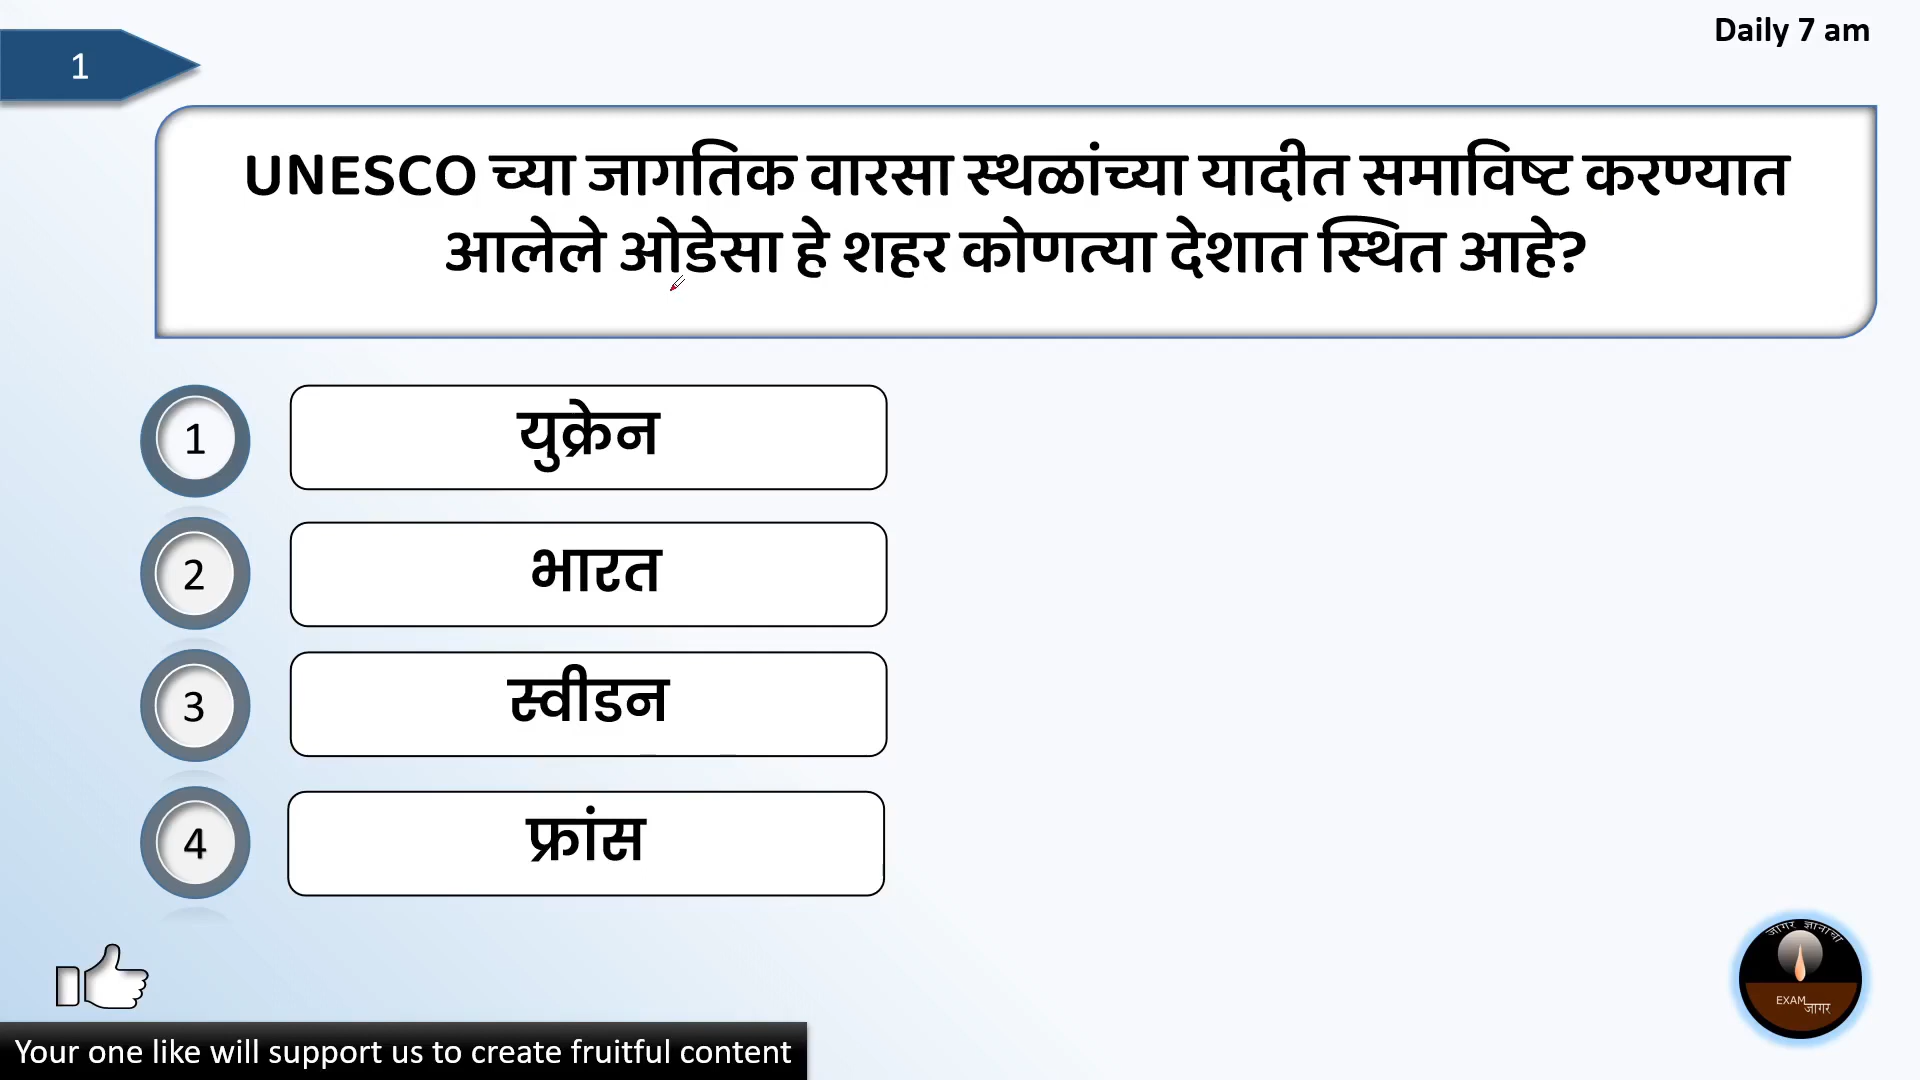 Daily 7 am
1
UNESCO च्या जागतिक वारसा स्थळांच्या यादीत समाविष्ट करण्यात
आलेले ओडेसा हे शहर कोणत्या देशात स्थित आहे?
1 युक्रेन
2 भारत
3 स्वीडन
4 फ्रांस
जागर ज्ञानाचा
EXAM जागर
Your one like will support us to create fruitful content